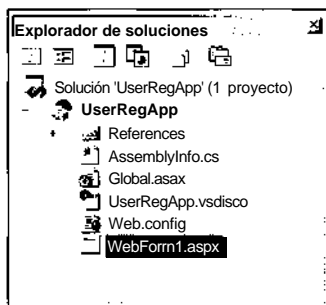 Explorador de soluciones
Solución 'UserRegApp' (1 proyecto)
UserRegApp
References
AssemblyInfo.cs
Global.asax
UserRegApp.vsdisco
Web.config
WebForm1.aspx